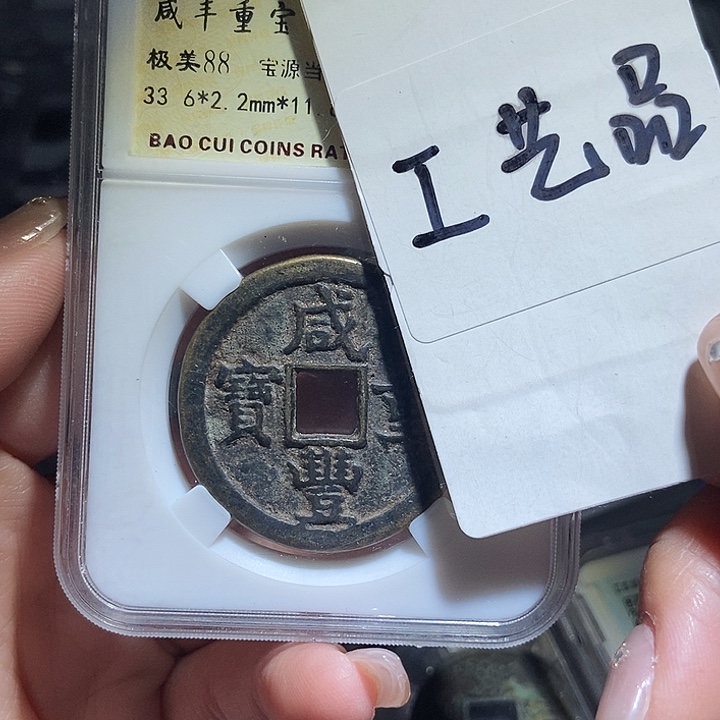 咸丰重宝
极美88 宝源当
33 6*2.2mm*11.
BAO CUI COINS RAT
工艺品
咸
寶
豐